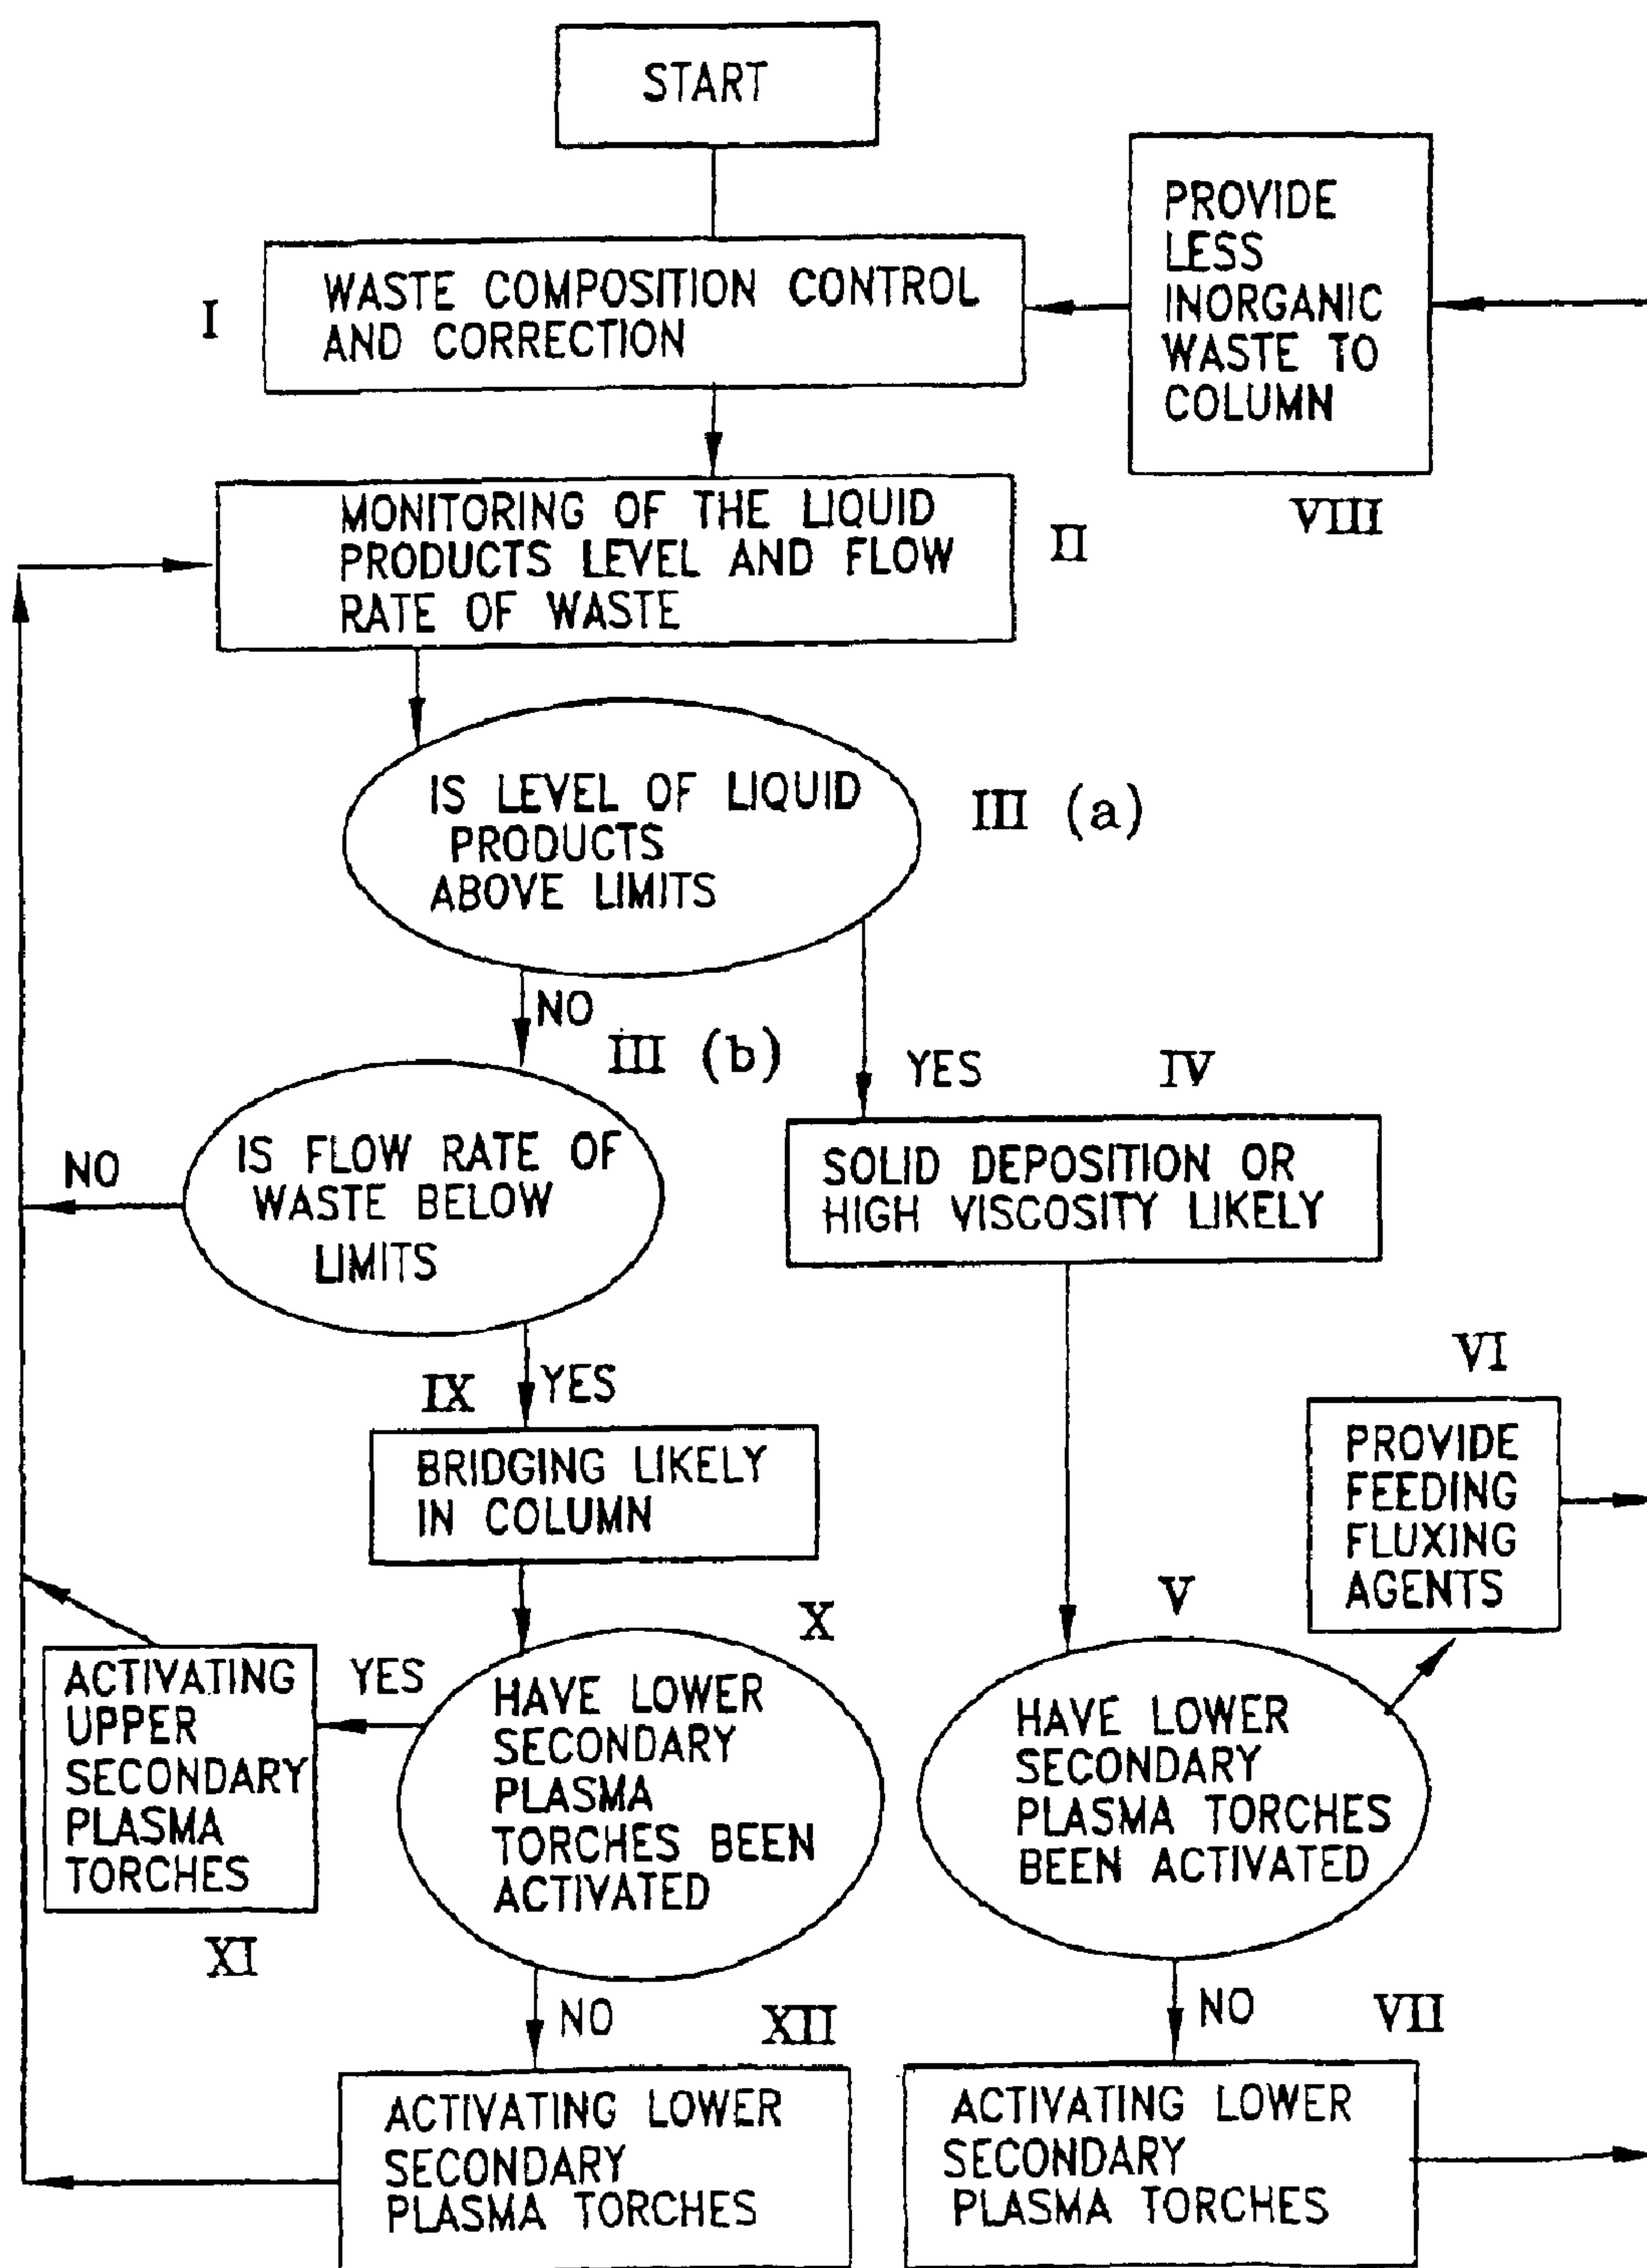 START
I
WASTE COMPOSITION CONTROL
AND CORRECTION
PROVIDE
LESS
INORGANIC
WASTE TO
COLUMN
VIII
MONITORING OF THE LIQUID
PRODUCTS LEVEL AND FLOW
RATE OF WASTE
II
IS LEVEL OF LIQUID
PRODUCTS
ABOVE LIMITS
III (a)
NO
III (b)
YES
IV
NO
IS FLOW RATE OF
WASTE BELOW
LIMITS
SOLID DEPOSITION OR
HIGH VISCOSITY LIKELY
IX
YES
BRIDGING LIKELY
IN COLUMN
VI
PROVIDE
FEEDING
FLUXING
AGENTS
X
V
ACTIVATING
UPPER
SECONDARY
PLASMA
TORCHES
XI
YES
HAVE LOWER
SECONDARY
PLASMA
TORCHES BEEN
ACTIVATED
HAVE LOWER
SECONDARY
PLASMA TORCHES
BEEN ACTIVATED
NO
XII
NO
VII
ACTIVATING LOWER
SECONDARY
PLASMA TORCHES
ACTIVATING LOWER
SECONDARY
PLASMA TORCHES